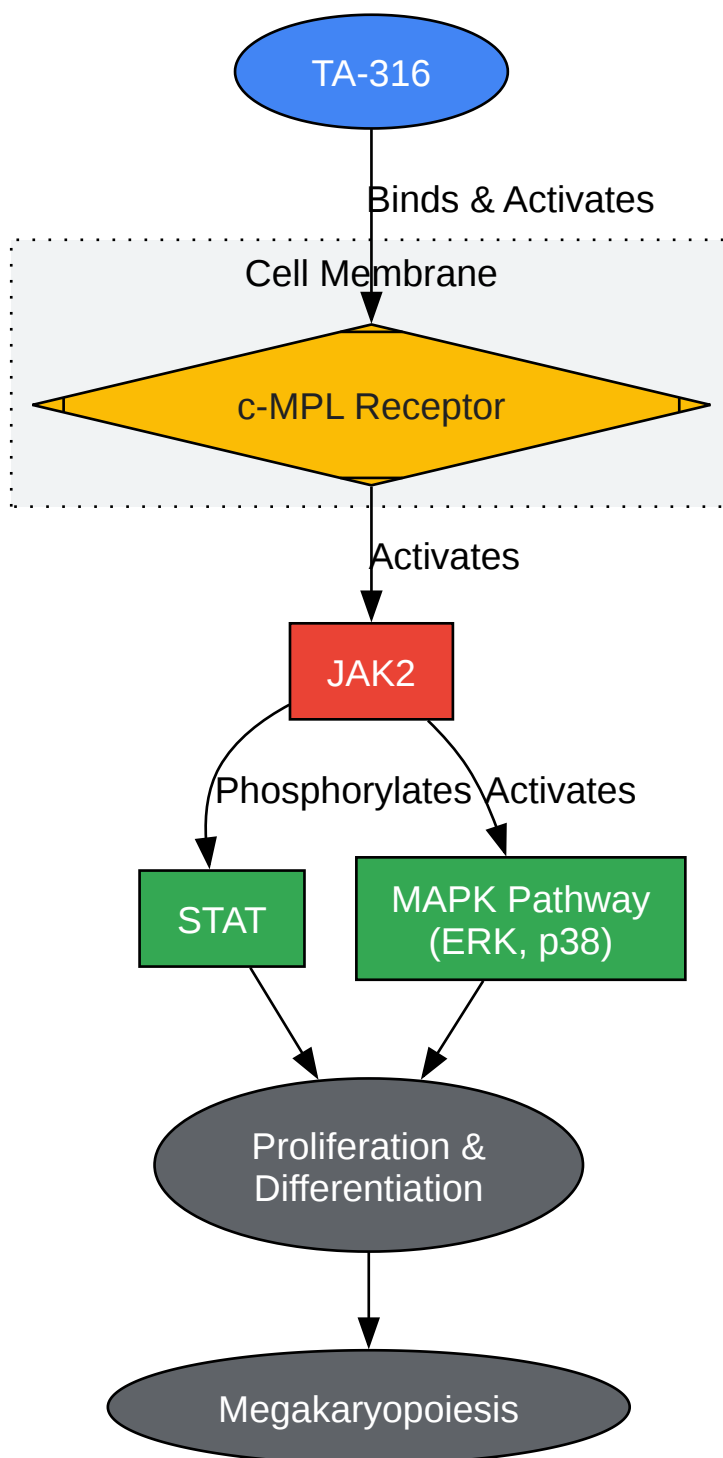 TA-316
Binds & Activates
Cell Membrane
c-MPL Receptor
Activates
JAK2
Phosphorylates
Activates
STAT
MAPK Pathway
(ERK, p38)
Proliferation &
Differentiation
Megakaryopoiesis